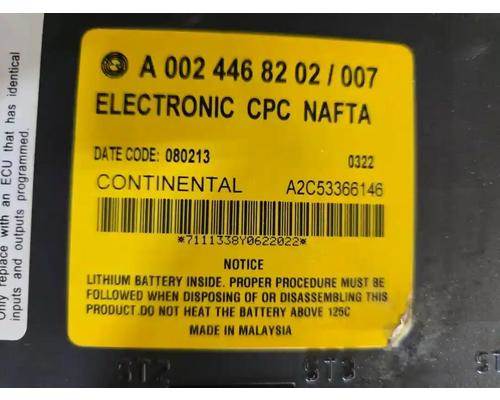 A 002 446 82 02 / 007
ELECTRONIC CPC NAFTA
DATE CODE: 080213 0322
CONTINENTAL A2C53366146
*7111338Y0622022*
NOTICE
LITHIUM BATTERY INSIDE. PROPER PROCEDURE MUST BE
FOLLOWED WHEN DISPOSING OF OR DISASSEMBLING THIS
PRODUCT.DO NOT HEAT THE BATTERY ABOVE 125C
MADE IN MALAYSIA
Only replace with an ECU that has identical
inputs and outputs programmed.
ST2 ST3